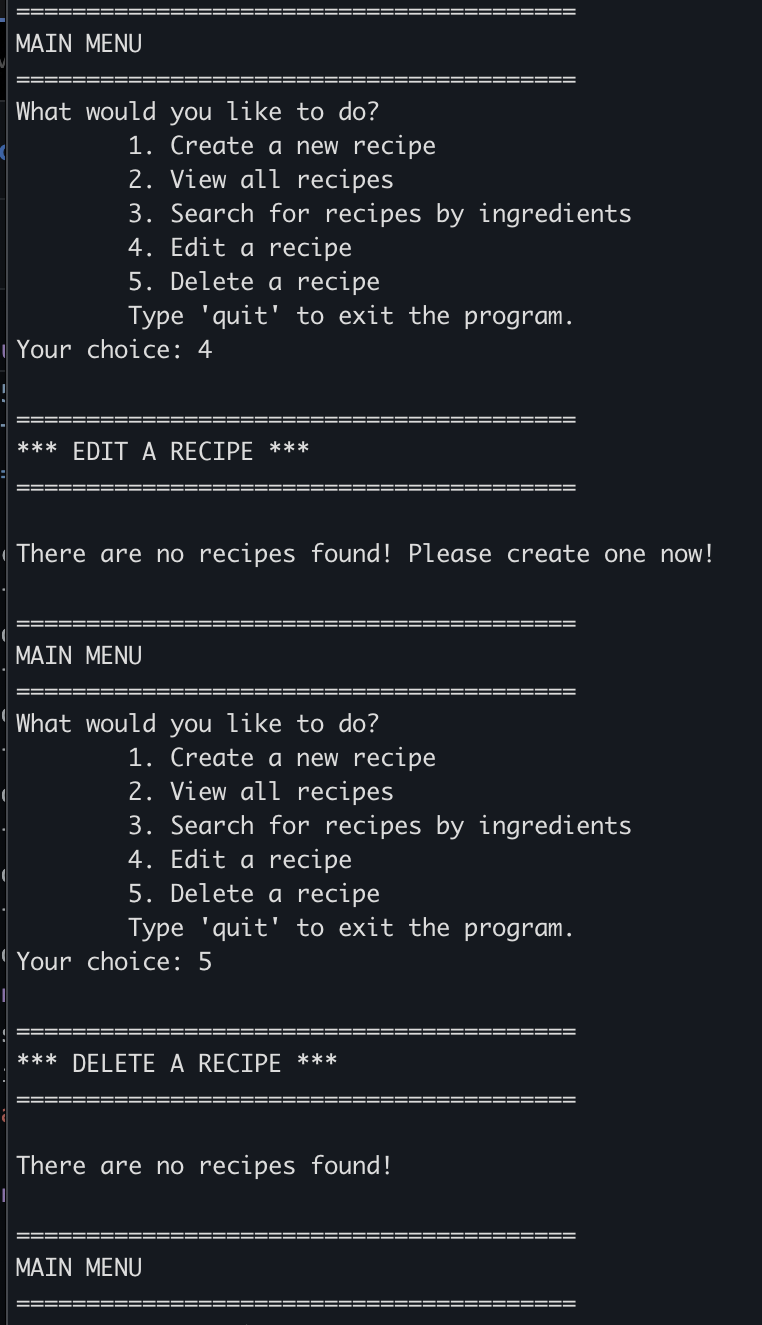 ========================================
MAIN MENU
========================================
What would you like to do?
        1. Create a new recipe
        2. View all recipes
        3. Search for recipes by ingredients
        4. Edit a recipe
        5. Delete a recipe
        Type 'quit' to exit the program.
Your choice: 4

========================================
*** EDIT A RECIPE ***
========================================

There are no recipes found! Please create one now!

========================================
MAIN MENU
========================================
What would you like to do?
        1. Create a new recipe
        2. View all recipes
        3. Search for recipes by ingredients
        4. Edit a recipe
        5. Delete a recipe
        Type 'quit' to exit the program.
Your choice: 5

========================================
*** DELETE A RECIPE ***
========================================

There are no recipes found!

========================================
MAIN MENU
========================================